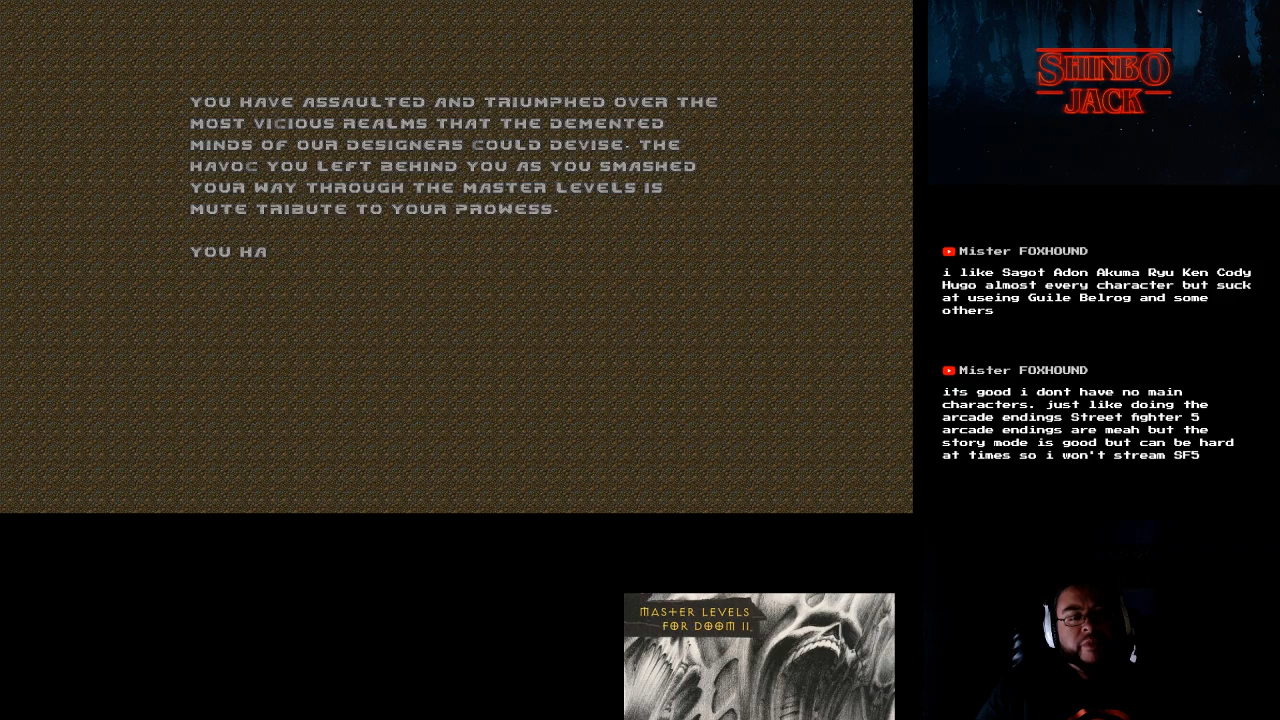 YOU HAVE ASSAULTED AND TRIUMPHED OVER THE
MOST VICIOUS REALMS THAT THE DEMENTED
MINDS OF OUR DESIGNERS COULD DEVISE. THE
HAVOC YOU LEFT BEHIND YOU AS YOU SMASHED
YOUR WAY THROUGH THE MASTER LEVELS IS
MUTE TRIBUTE TO YOUR PROWESS.
YOU HA
SHINBO
JACK
Mister FOXHOUND
i like Sagot Adon Akuma Ryu Ken Cody
Hugo almost every character but suck
at useing Guile Belrog and some
others
Mister FOXHOUND
its good i dont have no main
characters. just like doing the
arcade endings Street fighter 5
arcade endings are meah but the
story mode is good but can be hard
at times so i won't stream SF5
MASTER LEVELS
FOR DOOM II